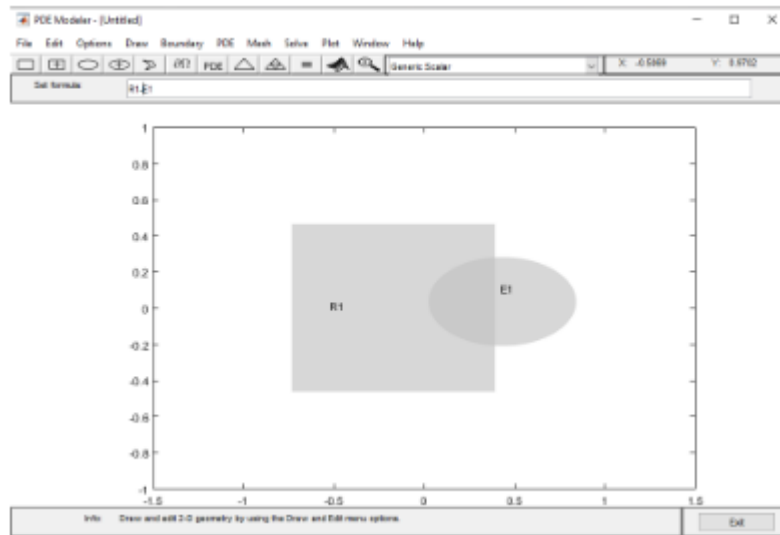 PDE Modeler - [Untitled]
File Edit Options Draw Boundary PDE Mesh Solve Plot Window Help
PDE = Generic Scalar X: -0.5869 Y: 0.9702
Set formula: R1-E1
1
0.8
0.6
0.4
0.2
0
-0.2
-0.4
-0.6
-0.8
-1
E1
R1
-1.5 -1 -0.5 0 0.5 1 1.5
Info: Draw and edit 2-D geometry by using the Draw and Edit menu options. Exit